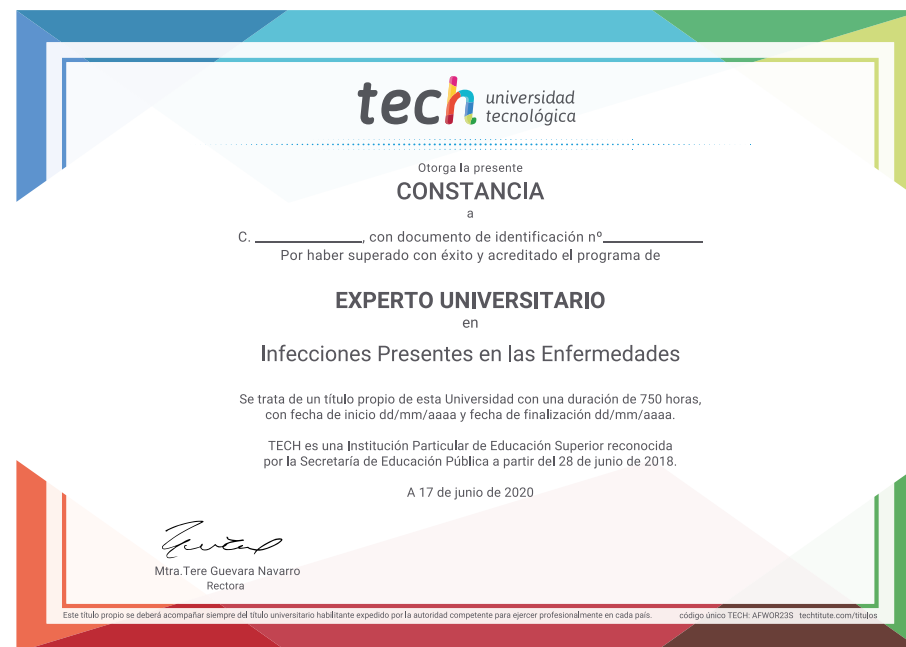 tech universidad
tecnológica
Otorga la presente
CONSTANCIA
a
C. ____________, con documento de identificación nº____________
Por haber superado con éxito y acreditado el programa de
EXPERTO UNIVERSITARIO
en
Infecciones Presentes en las Enfermedades
Se trata de un título propio de esta Universidad con una duración de 750 horas,
con fecha de inicio dd/mm/aaaa y fecha de finalización dd/mm/aaaa.
TECH es una Institución Particular de Educación Superior reconocida
por la Secretaría de Educación Pública a partir del 28 de junio de 2018.
A 17 de junio de 2020
Mtra.Tere Guevara Navarro
Rectora
Este título propio se deberá acompañar siempre del título universitario habilitante expedido por la autoridad competente para ejercer profesionalmente en cada país. código único TECH: AFWOR23S techtitute.com/titulos